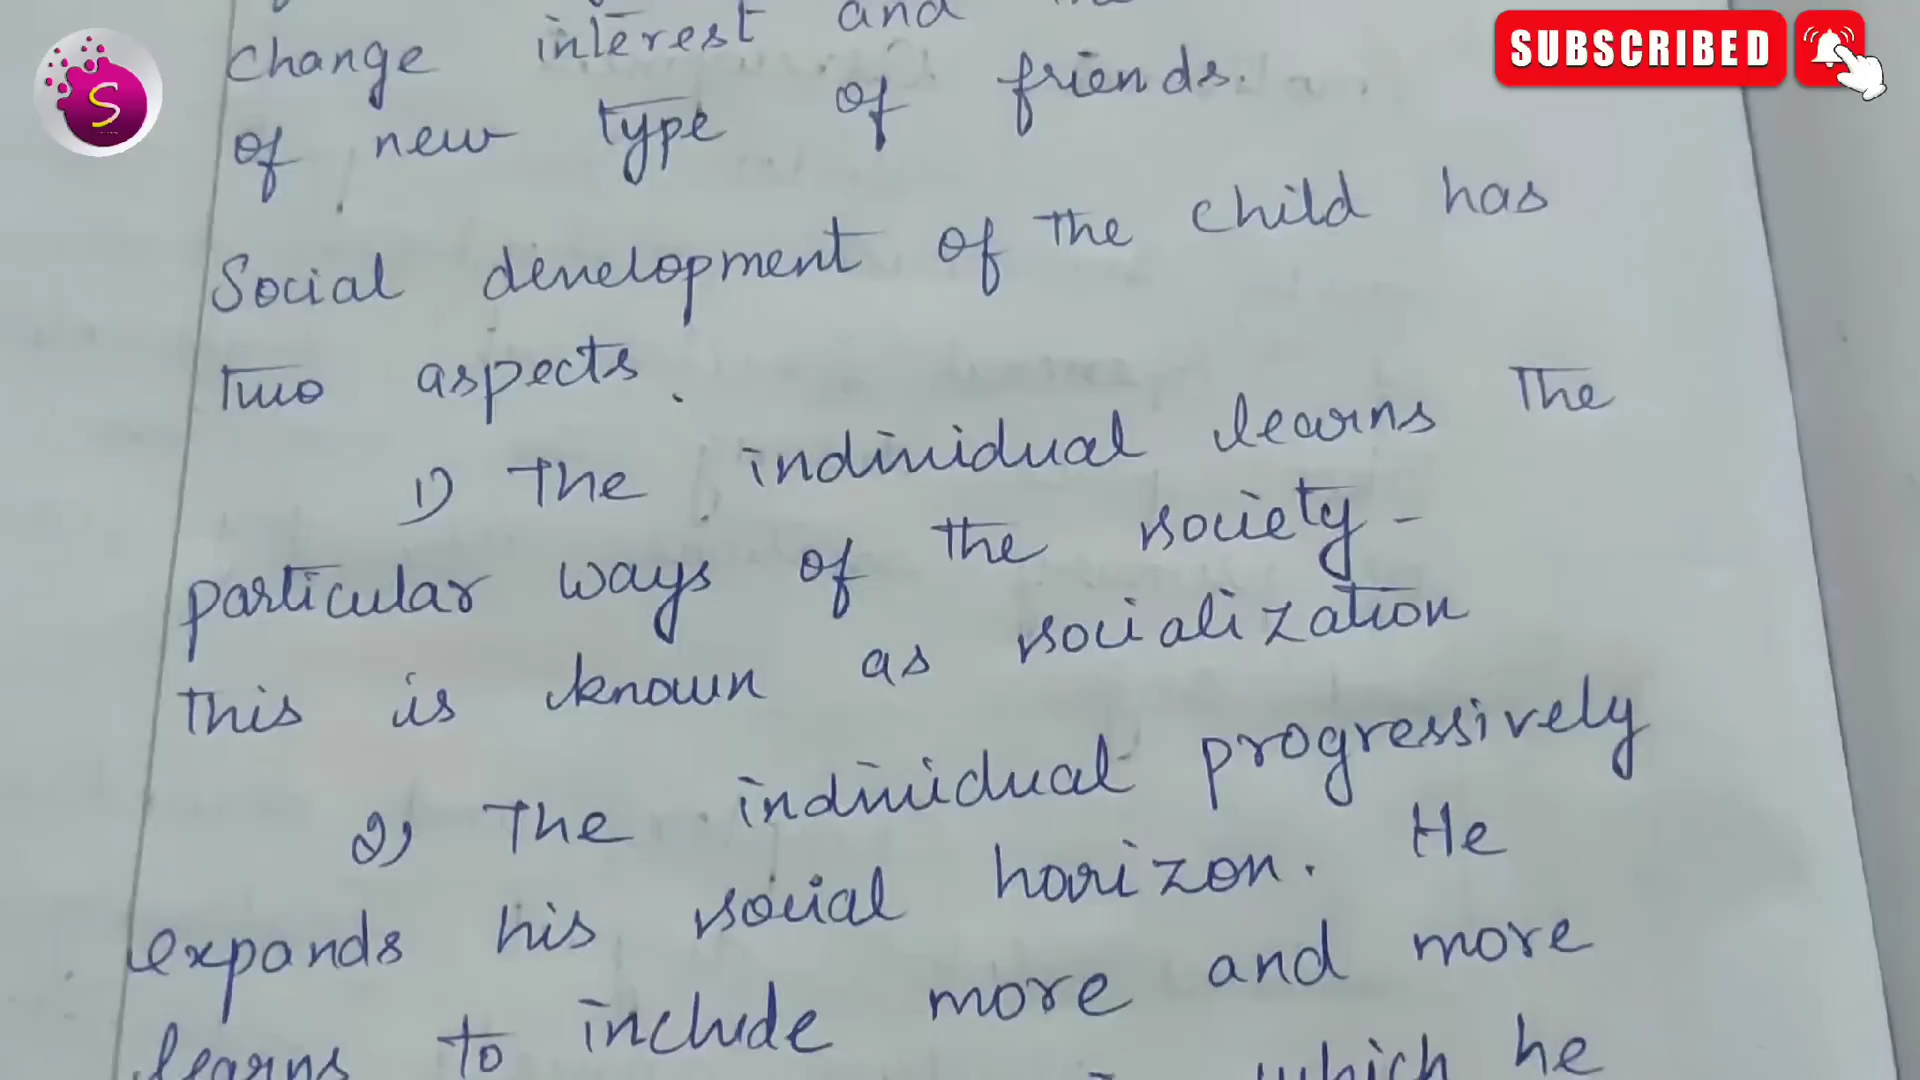 SUBSCRIBED
S
change interest and
of new type of friends.
Social development of the child has
two aspects.
1) The individual learns the
particular ways of the society -
This is known as socialization
2) The individual progressively
expands his social horizon. He
learns to include more and more
which he